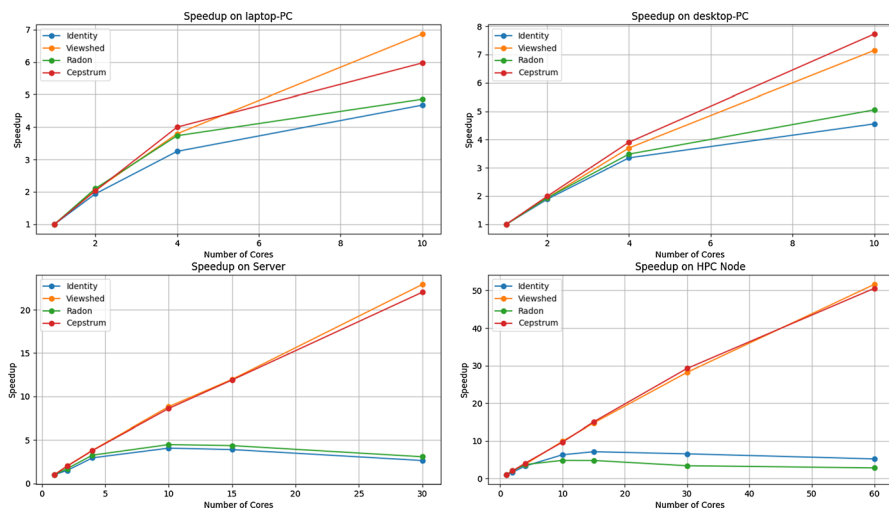 Speedup on laptop-PC
7
6
5
4
3
2
1
Speedup
Identity
Viewshed
Radon
Cepstrum
2
4
6
8
10
Number of Cores
Speedup on desktop-PC
8
7
6
5
4
3
2
1
Speedup
Identity
Viewshed
Radon
Cepstrum
2
4
6
8
10
Number of Cores
Speedup on Server
20
15
10
5
0
Speedup
Identity
Viewshed
Radon
Cepstrum
0
5
10
15
20
25
30
Number of Cores
Speedup on HPC Node
50
40
30
20
10
0
Speedup
Identity
Viewshed
Radon
Cepstrum
0
10
20
30
40
50
60
Number of Cores